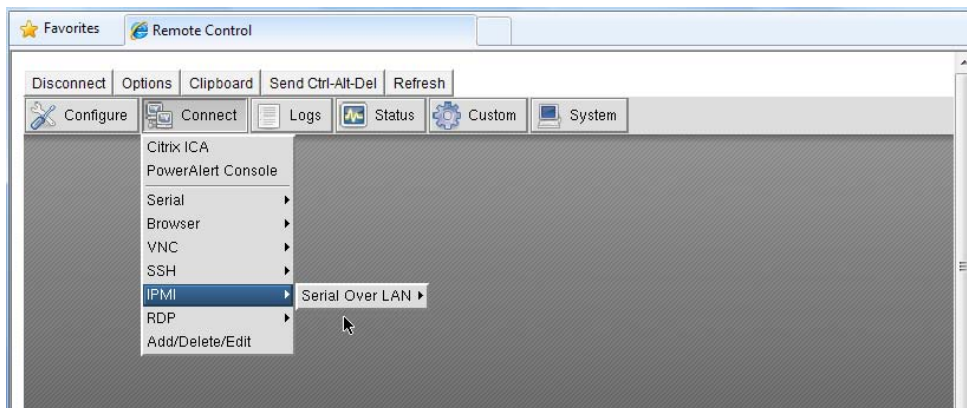 Favorites Remote Control
Disconnect Options Clipboard Send Ctrl-Alt-Del Refresh
Configure Connect Logs Status Custom System
Citrix ICA
PowerAlert Console
Serial
Browser
VNC
SSH
IPMI Serial Over LAN
RDP
Add/Delete/Edit